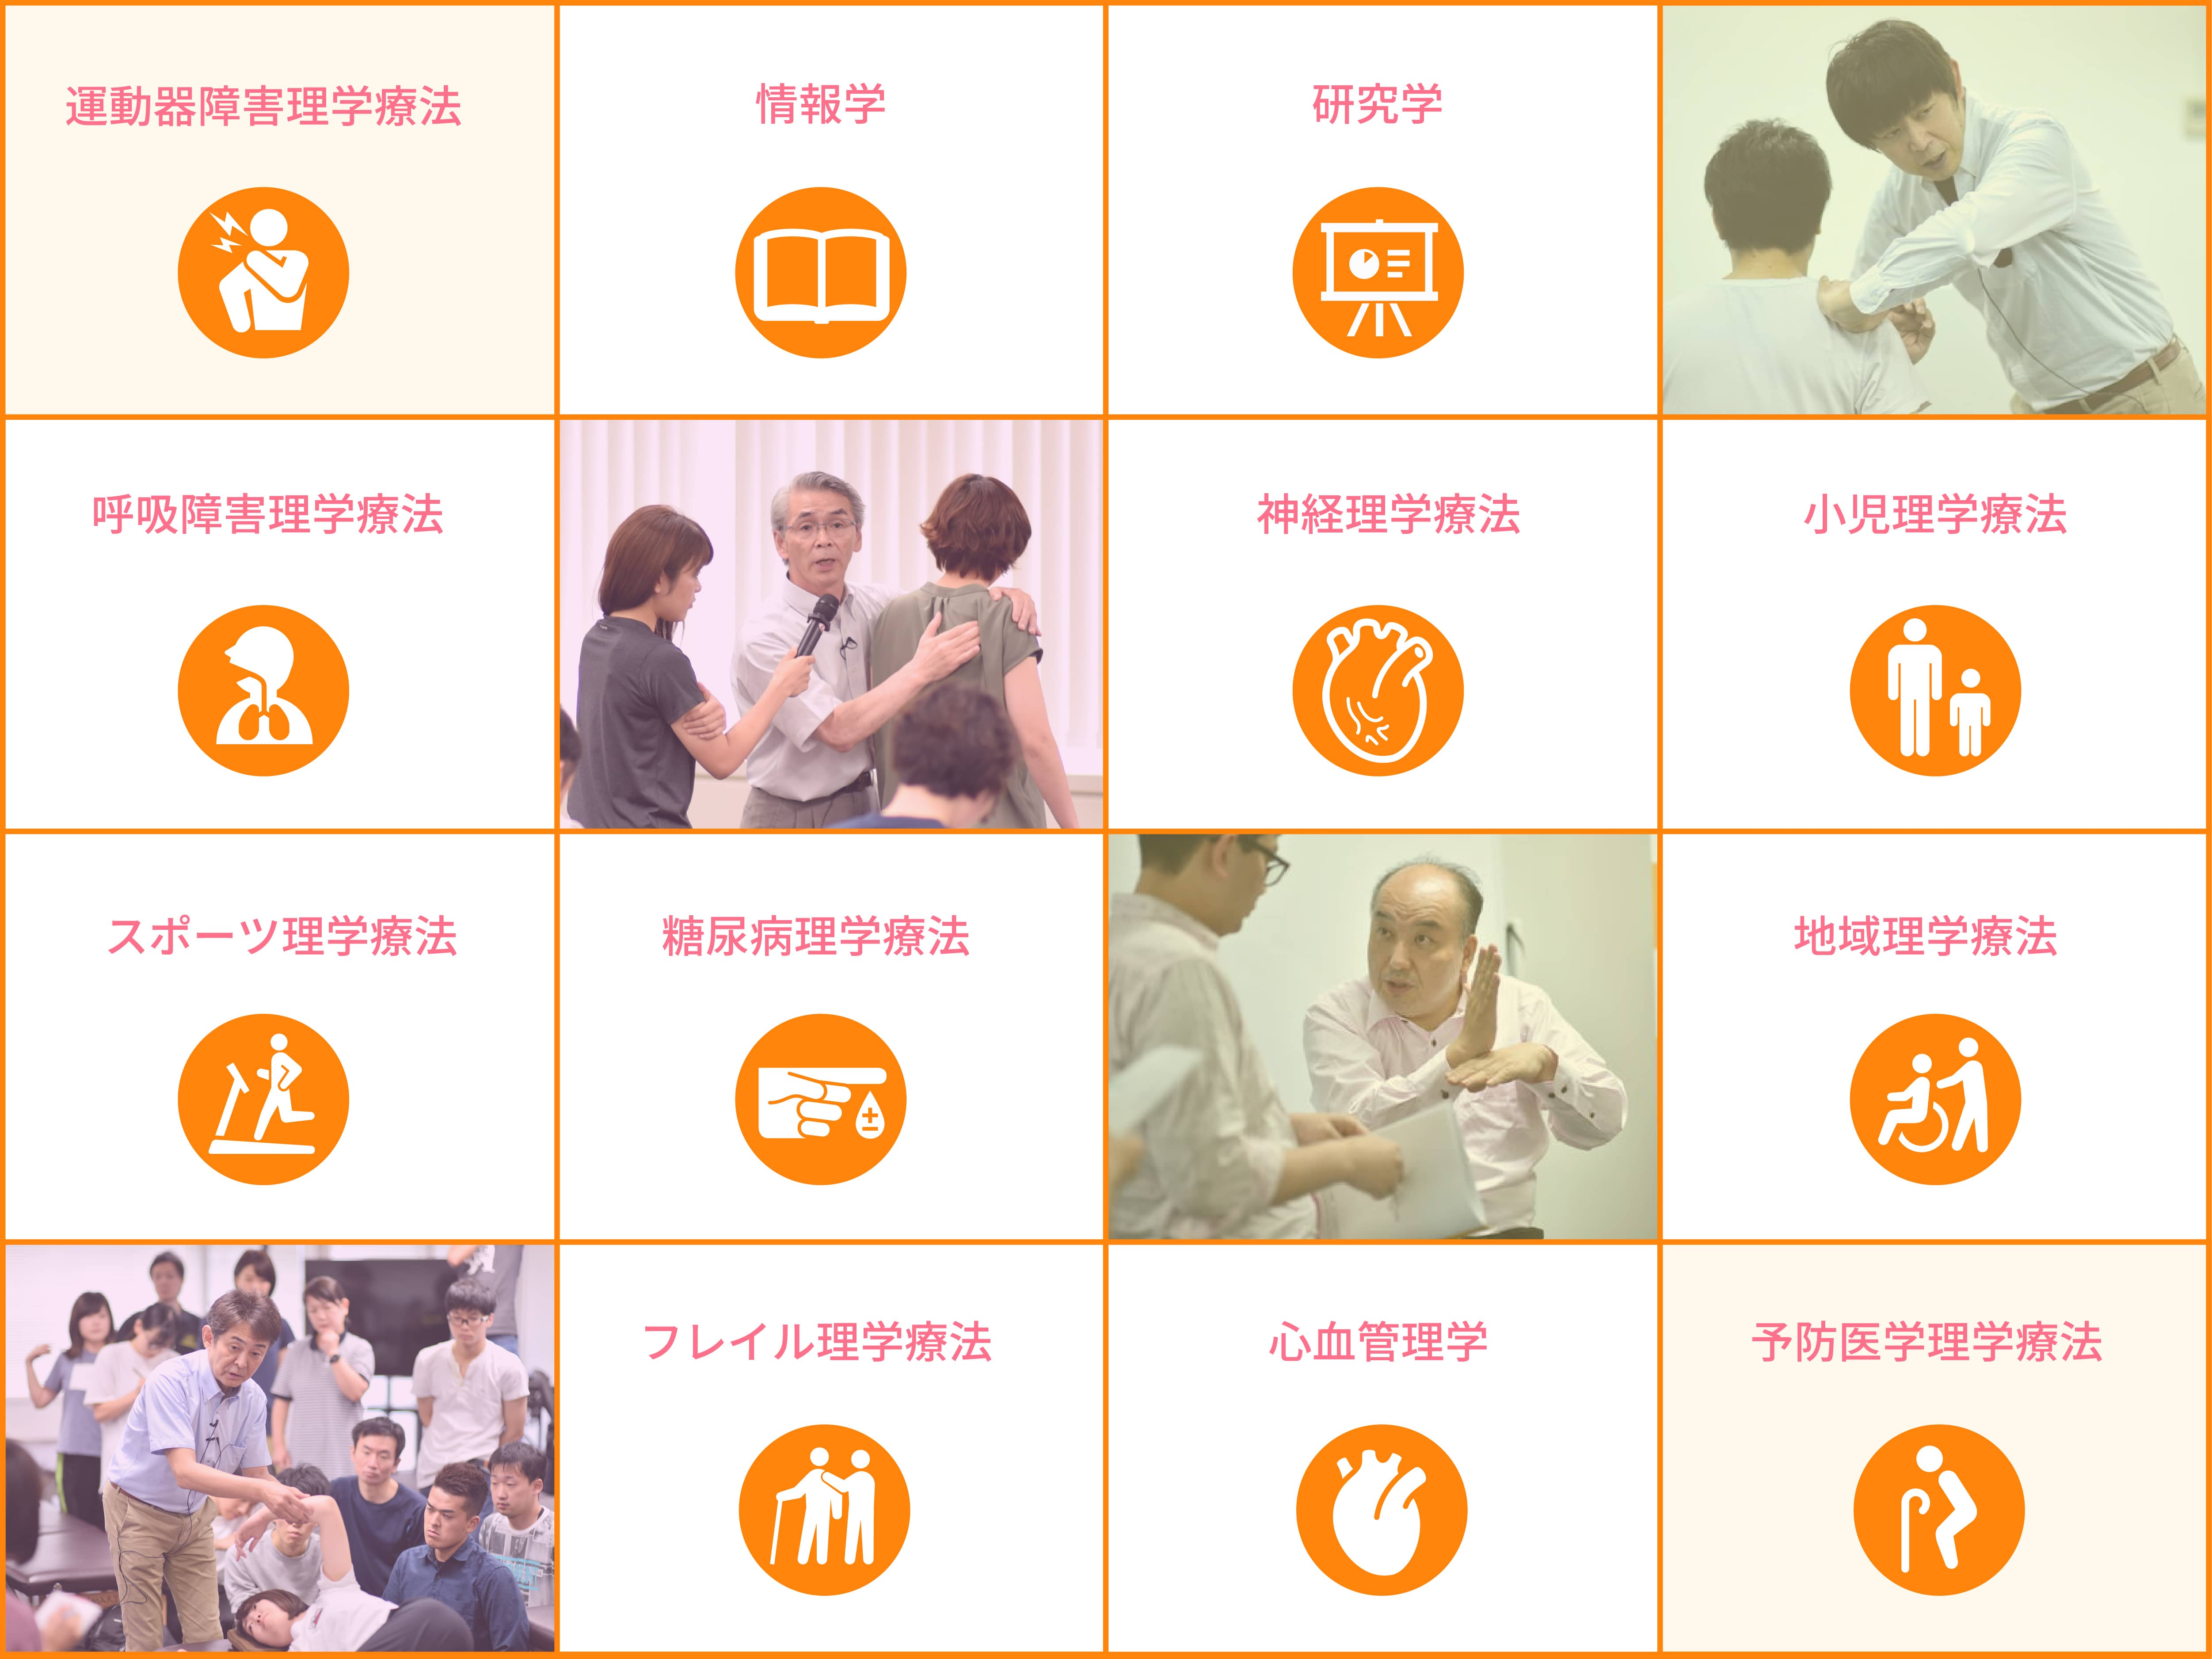 運動器障害理学療法
情報学
研究学
呼吸障害理学療法
神経理学療法
小児理学療法
スポーツ理学療法
糖尿病理学療法
地域理学療法
フレイル理学療法
心血管理学
予防医学理学療法